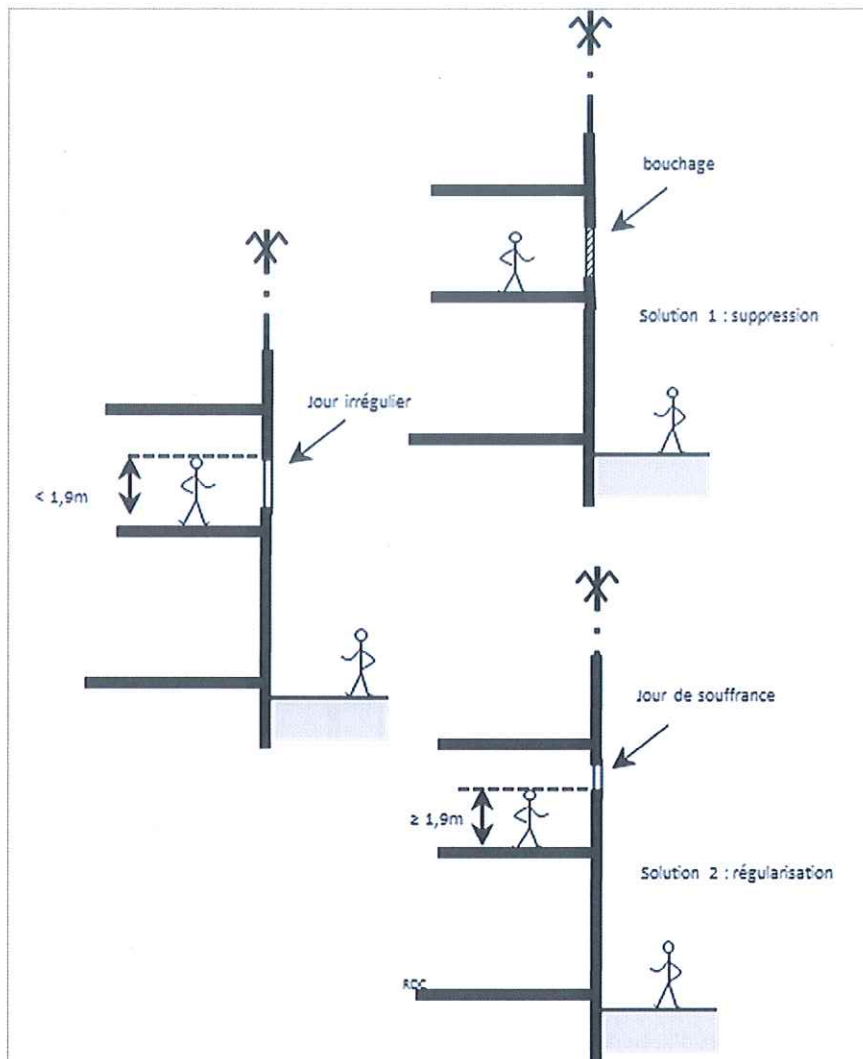 bouchage
Solution 1 : suppression
Jour irrégulier
< 1,9m
Jour de souffrance
≥ 1,9m
Solution 2 : régularisation
RDC